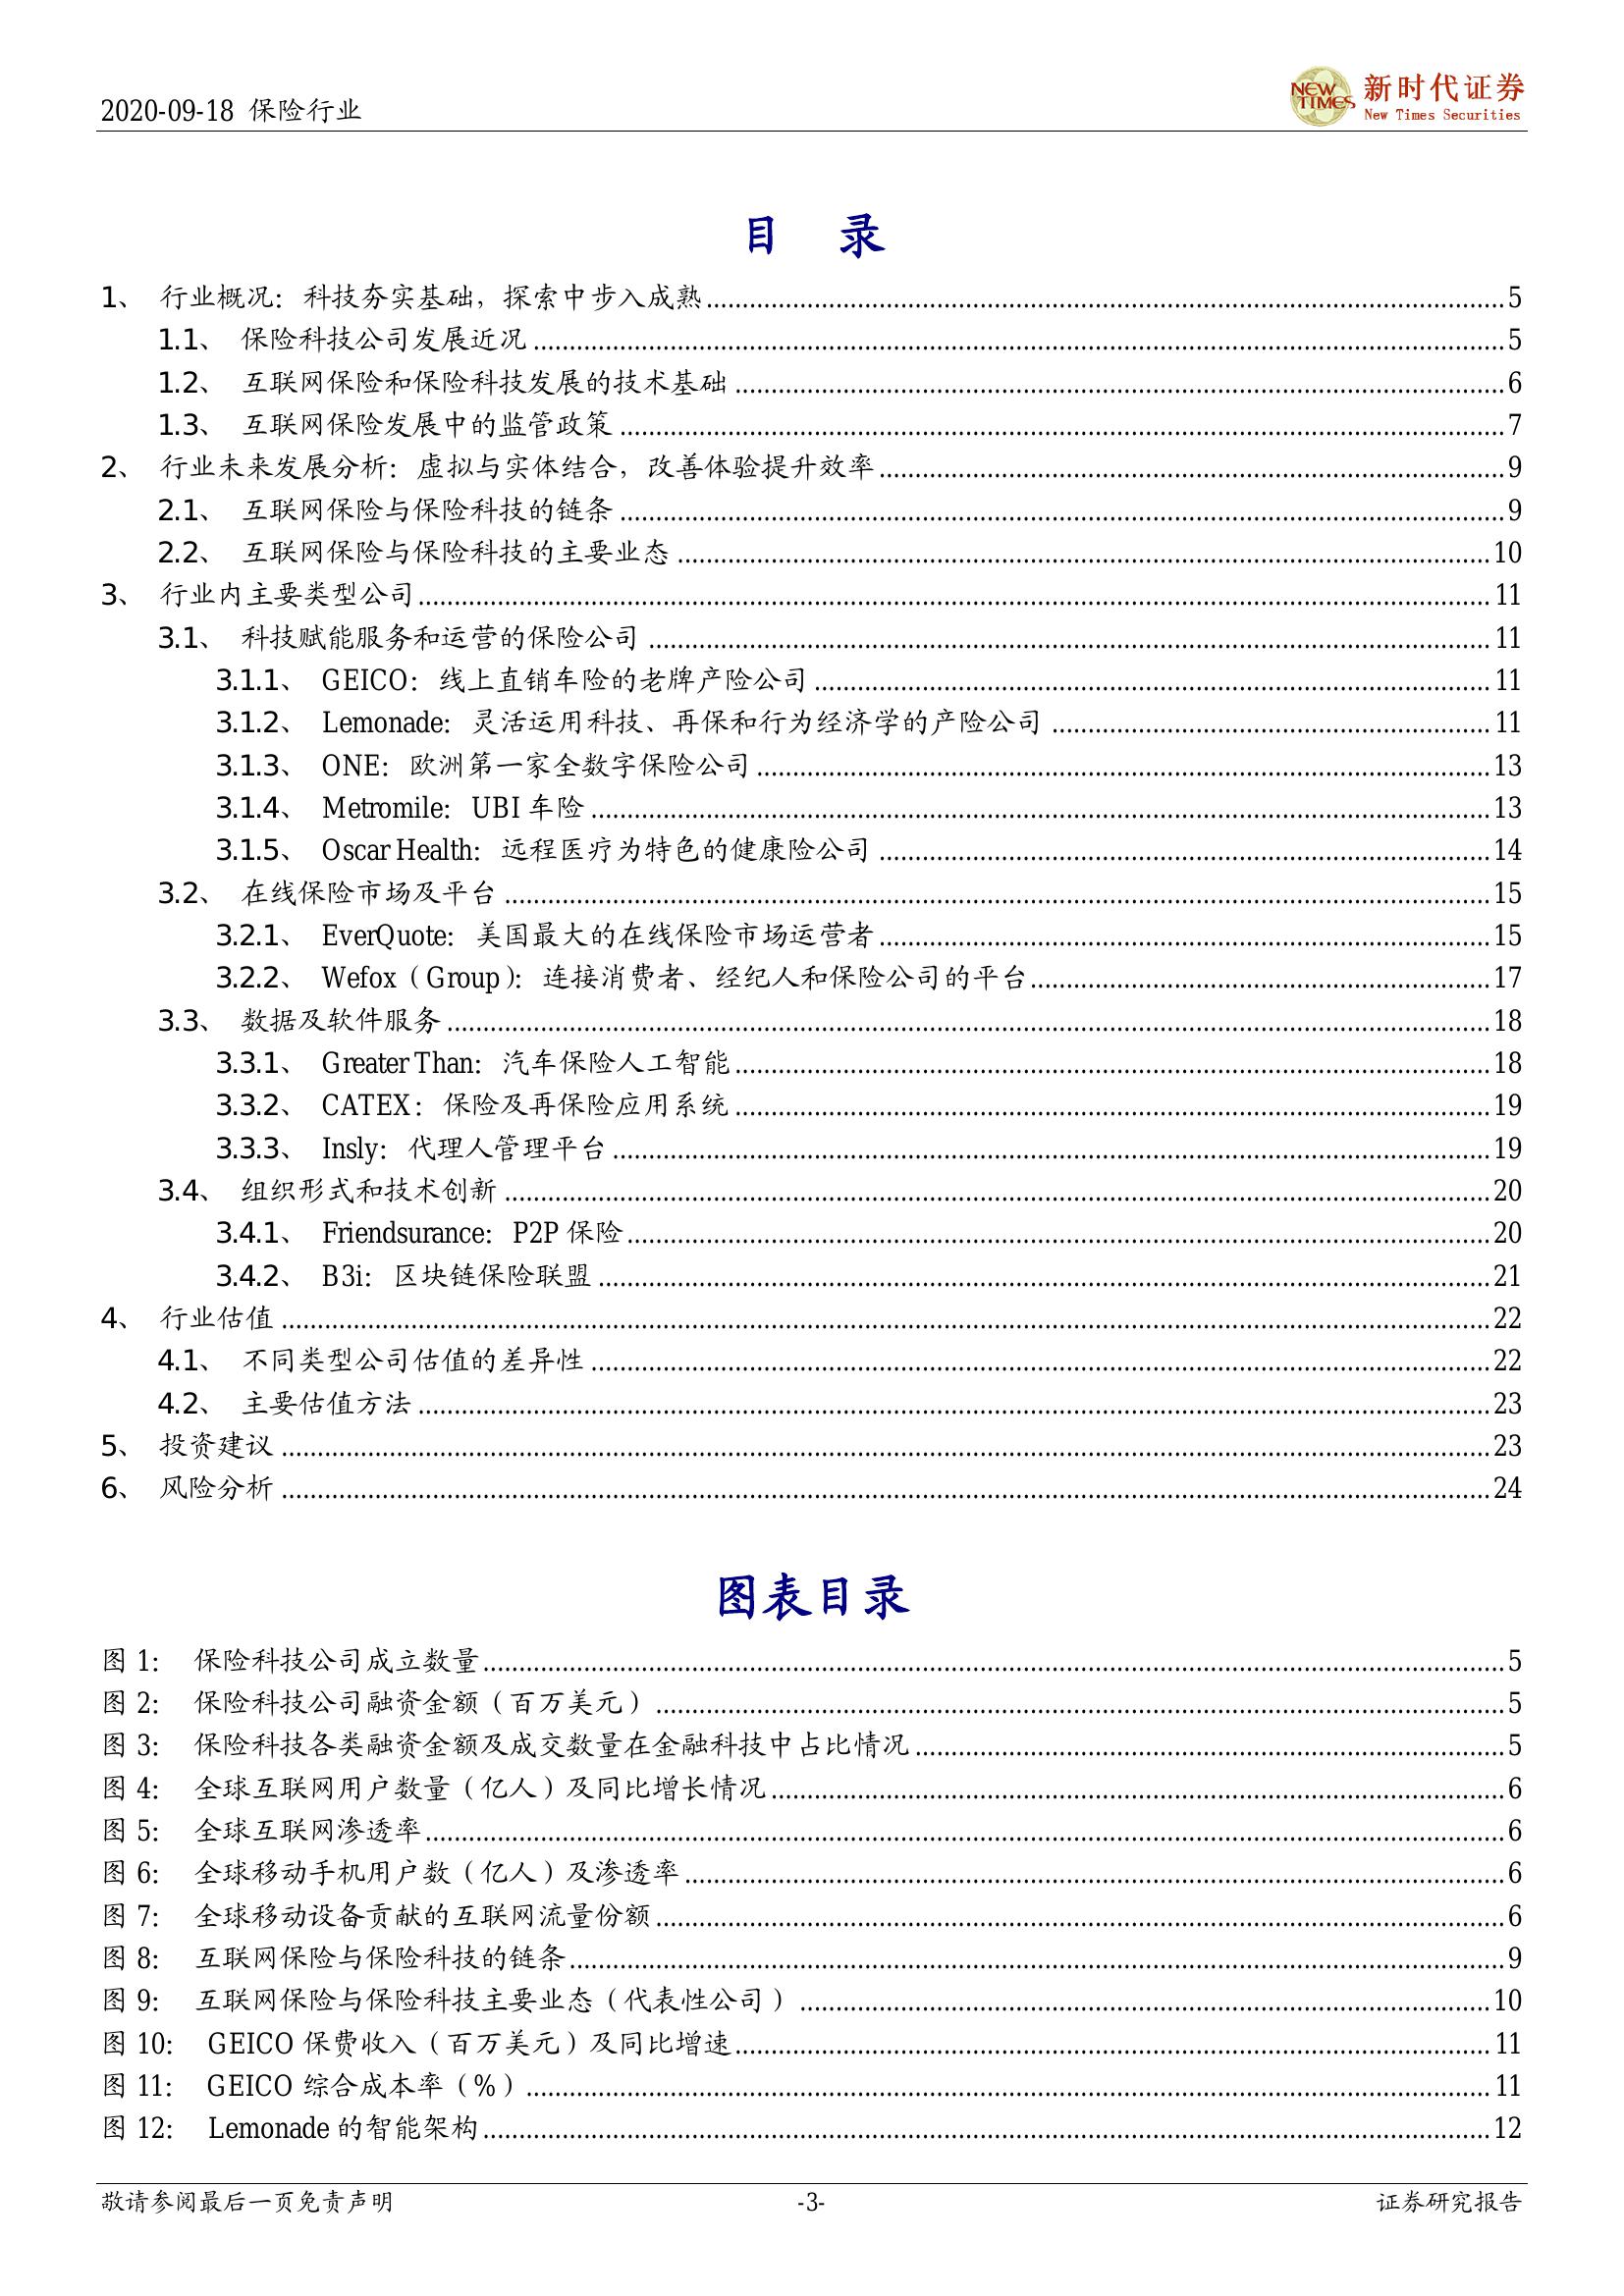 2020-09-18 保险行业
NEW TIMES
新时代证券
New Times Securities
目 录
1、 行业概况：科技夯实基础，探索中步入成熟 5
1.1、 保险科技公司发展近况 5
1.2、 互联网保险和保险科技发展的技术基础 6
1.3、 互联网保险发展中的监管政策 7
2、 行业未来发展分析：虚拟与实体结合，改善体验提升效率 9
2.1、 互联网保险与保险科技的链条 9
2.2、 互联网保险与保险科技的主要业态 10
3、 行业内主要类型公司 11
3.1、 科技赋能服务和运营的保险公司 11
3.1.1、 GEICO：线上直销车险的老牌产险公司 11
3.1.2、 Lemonade：灵活运用科技、再保和行为经济学的产险公司 11
3.1.3、 ONE：欧洲第一家全数字保险公司 13
3.1.4、 Metromile：UBI 车险 13
3.1.5、 Oscar Health：远程医疗为特色的健康险公司 14
3.2、 在线保险市场及平台 15
3.2.1、 EverQuote：美国最大的在线保险市场运营者 15
3.2.2、 Wefox（Group）：连接消费者、经纪人和保险公司的平台 17
3.3、 数据及软件服务 18
3.3.1、 Greater Than：汽车保险人工智能 18
3.3.2、 CATEX：保险及再保险应用系统 19
3.3.3、 Insly：代理人管理平台 19
3.4、 组织形式和技术创新 20
3.4.1、 Friendsurance：P2P 保险 20
3.4.2、 B3i：区块链保险联盟 21
4、 行业估值 22
4.1、 不同类型公司估值的差异性 22
4.2、 主要估值方法 23
5、 投资建议 23
6、 风险分析 24
图表目录
图 1： 保险科技公司成立数量 5
图 2： 保险科技公司融资金额（百万美元） 5
图 3： 保险科技各类融资金额及成交数量在金融科技中占比情况 5
图 4： 全球互联网用户数量（亿人）及同比增长情况 6
图 5： 全球互联网渗透率 6
图 6： 全球移动手机用户数（亿人）及渗透率 6
图 7： 全球移动设备贡献的互联网流量份额 6
图 8： 互联网保险与保险科技的链条 9
图 9： 互联网保险与保险科技主要业态（代表性公司） 10
图 10： GEICO 保费收入（百万美元）及同比增速 11
图 11： GEICO 综合成本率（%） 11
图 12： Lemonade 的智能架构 12
敬请参阅最后一页免责声明 -3- 证券研究报告